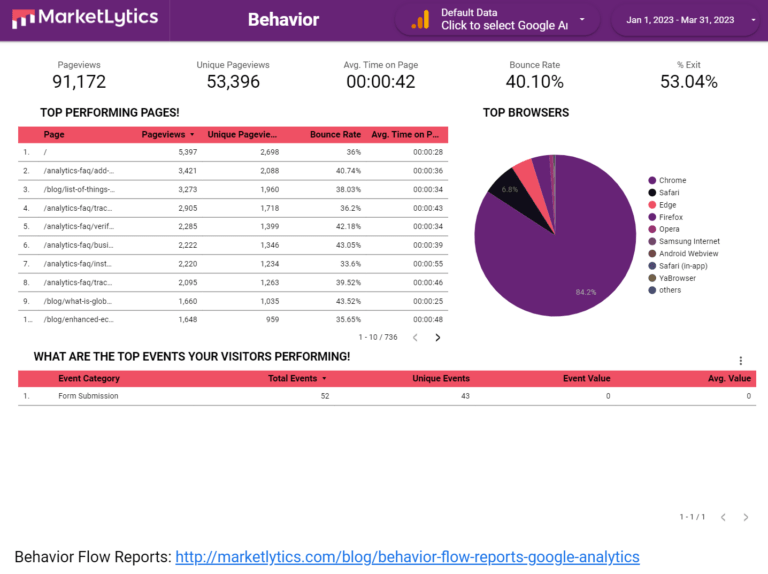 MarketLytics
Behavior
Default Data
Click to select Google Ai
Jan 1, 2023 - Mar 31, 2023
Pageviews
91,172
Unique Pageviews
53,396
Avg. Time on Page
00:00:42
Bounce Rate
40.10%
% Exit
53.04%
TOP PERFORMING PAGES!
Page Pageviews Unique Pagevie... Bounce Rate Avg. Time on P...
1. / 5,397 2,698 36% 00:00:28
2. /analytics-faq/add-... 3,421 2,088 40.74% 00:00:36
3. /blog/list-of-things-... 3,273 1,960 38.03% 00:00:34
4. /analytics-faq/trac... 2,905 1,718 36.2% 00:00:43
5. /analytics-faq/verif... 2,285 1,399 42.18% 00:00:34
6. /analytics-faq/busi... 2,222 1,346 43.05% 00:00:39
7. /analytics-faq/inst... 2,220 1,234 33.6% 00:00:55
8. /analytics-faq/trac... 2,095 1,263 39.52% 00:00:46
9. /blog/what-is-glob... 1,660 1,035 43.52% 00:00:25
1... /blog/enhanced-ec... 1,648 959 35.65% 00:00:48
1 - 10 / 736
TOP BROWSERS
6.8%
84.2%
Chrome
Safari
Edge
Firefox
Opera
Samsung Internet
Android Webview
Safari (in-app)
YaBrowser
others
WHAT ARE THE TOP EVENTS YOUR VISITORS PERFORMING!
Event Category Total Events Unique Events Event Value Avg. Value
1. Form Submission 52 43 0 0
1 - 1 / 1
Behavior Flow Reports: http://marketlytics.com/blog/behavior-flow-reports-google-analytics